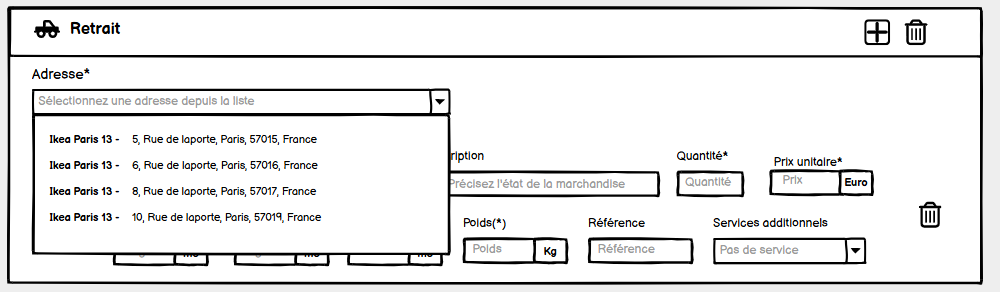 Retrait
Adresse*
Sélectionnez une adresse depuis la liste
Ikea Paris 13 - 5, Rue de laporte, Paris, 57015, France
Ikea Paris 13 - 6, Rue de laporte, Paris, 57016, France
Ikea Paris 13 - 8, Rue de laporte, Paris, 57017, France
Ikea Paris 13 - 10, Rue de laporte, Paris, 57019, France
ription Quantité* Prix unitaire*
Précisez l'état de la marchandise Quantité Prix Euro
Poids(*) Référence Services additionnels
Poids Kg Référence Pas de service